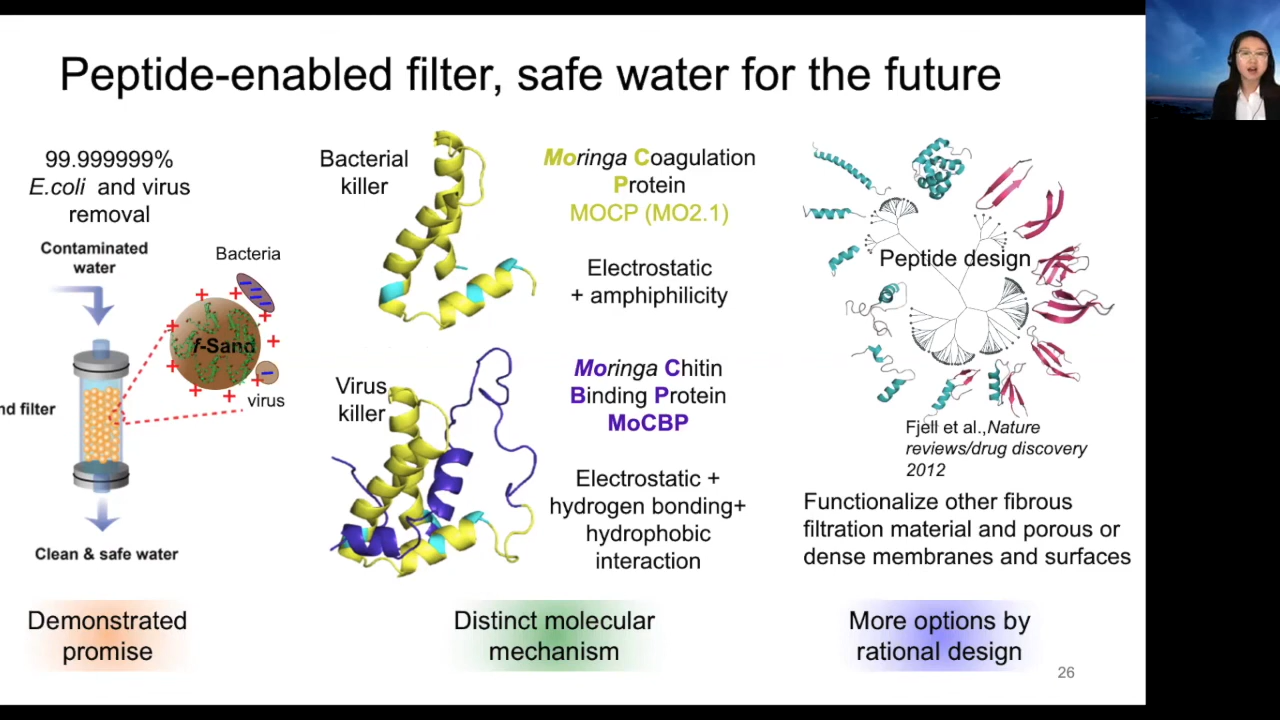 Peptide-enabled filter, safe water for the future
99.999999%
E.coli and virus
removal
Contaminated
water
Bacteria
f-Sand
virus
nd filter
Clean & safe water
Demonstrated
promise
Bacterial
killer
Moringa Coagulation
Protein
MOCP (MO2.1)
Electrostatic
+ amphiphilicity
Virus
killer
Moringa Chitin
Binding Protein
MoCBP
Electrostatic +
hydrogen bonding+
hydrophobic
interaction
Distinct molecular
mechanism
Peptide design
Fjell et al.,Nature
reviews/drug discovery
2012
Functionalize other fibrous
filtration material and porous or
dense membranes and surfaces
More options by
rational design
26